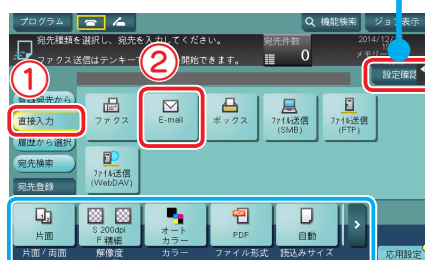 プログラム
機能検索
ジョブ表示
宛先種類を選択し、宛先を入力してください。
宛先件数
2014/12/
ファクス送信はテンキーで
開始できます。
0
メモリー
①
②
設定確認
直接入力
履歴から選択
宛先検索
宛先登録
ファクス
E-mail
ボックス
ファイル送信
(SMB)
ファイル送信
(FTP)
ファイル送信
(WebDAV)
片面
S 200dpi
F 精細
オート
カラー
PDF
自動
片面/両面
解像度
カラー
ファイル形式
読込みサイズ
応用設定